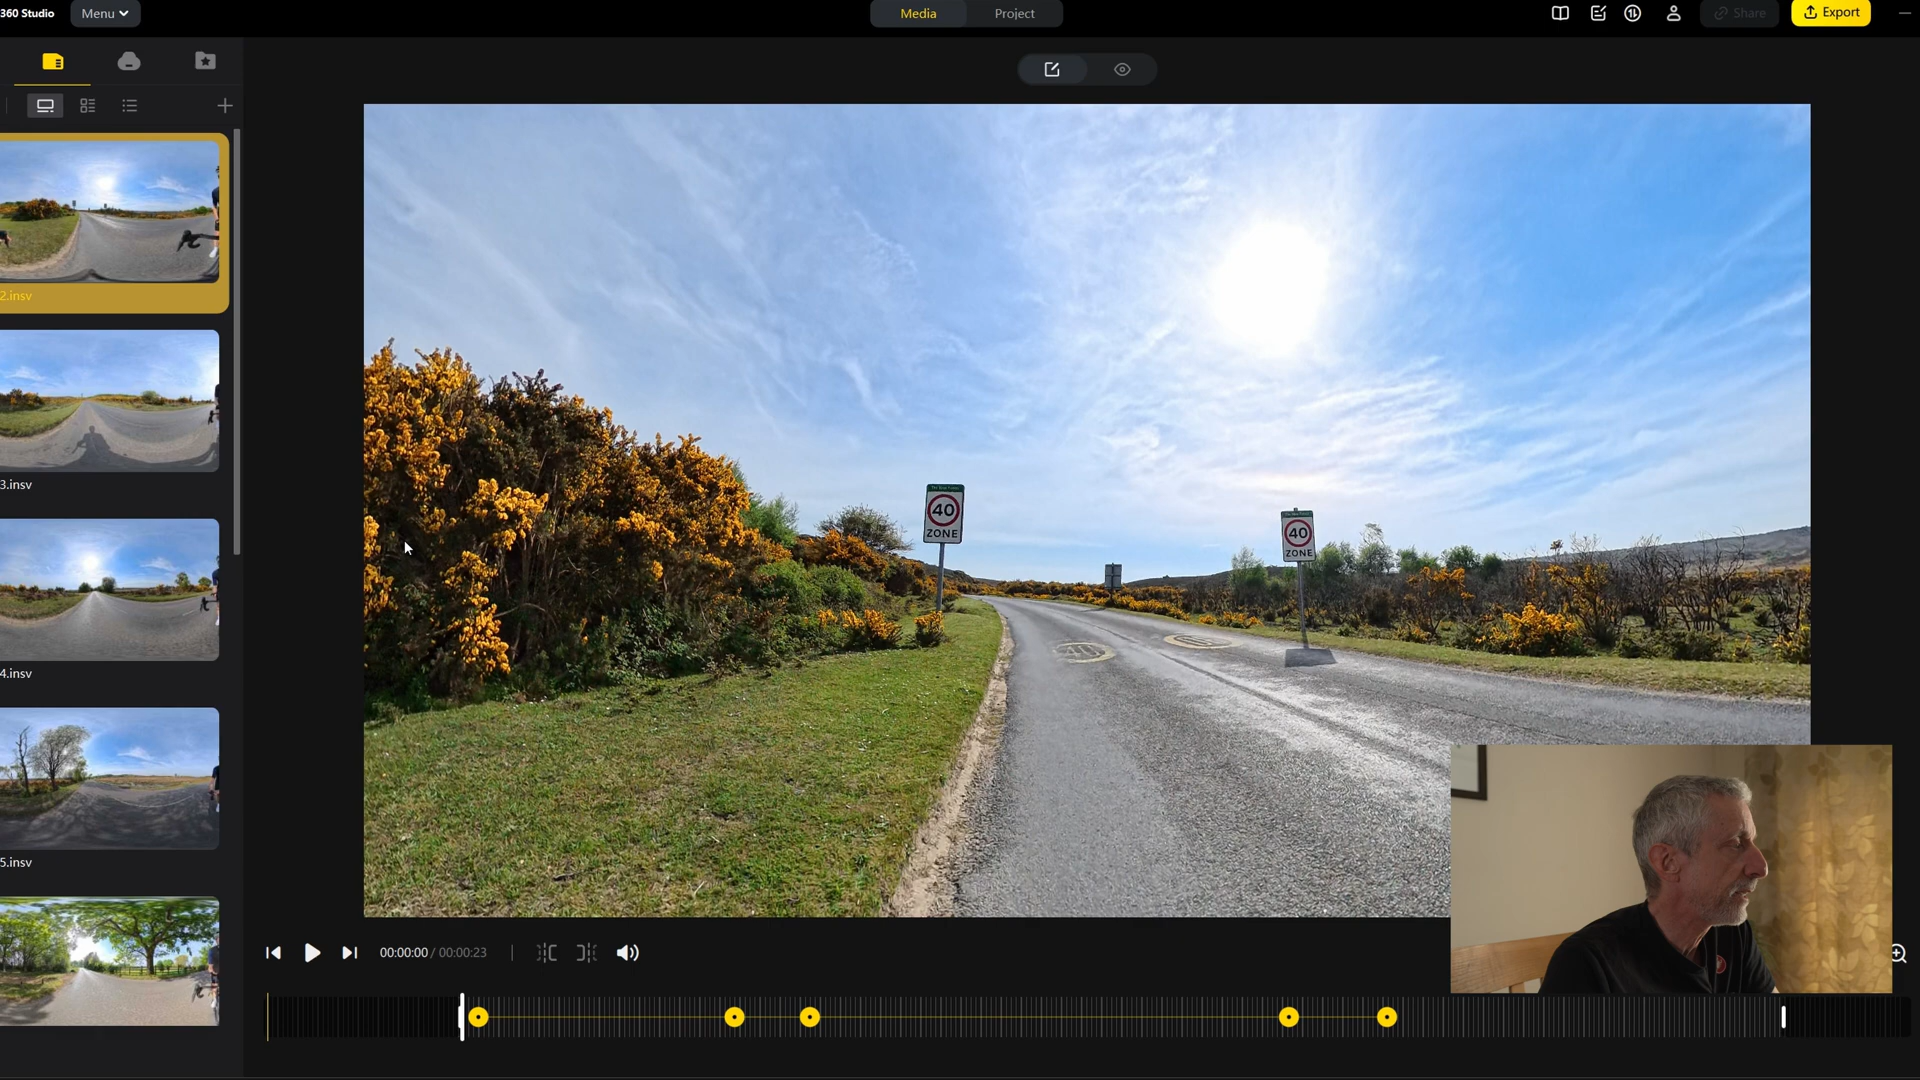 360 Studio
Menu
Media
Project
Share
Export
2.insv
3.insv
4.insv
5.insv
40
ZONE
40
ZONE
00:00:00 / 00:00:23